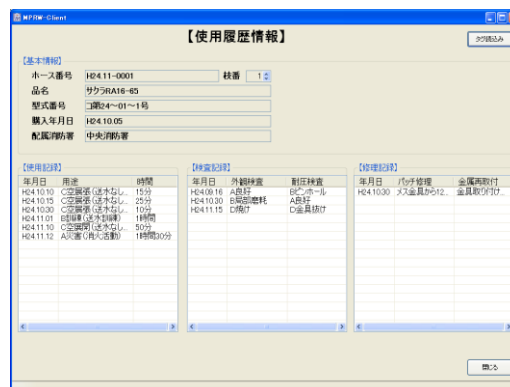 MPRW-Client
【使用履歴情報】
タグ読込み
【基本情報】
ホース番号 H24.11-0001 枝番 1
品名 サクラRA16-65
型式番号 コ第24〜01〜1号
購入年月日 H24.10.05
配属消防署 中央消防署
【使用記録】 【検査記録】 【修理記録】
年月日 用途 時間 年月日 外観検査 耐圧検査 年月日 パッチ修理 金属再取付
H24.10.10 C空展張(送水なし... 15分 H24.09.16 A良好 Bピンホール H24.10.30 メス金具から12... 金具取り付け...
H24.10.15 C空展張(送水なし... 25分 H24.10.30 B局部磨耗 A良好
H24.10.30 C空展張(送水なし... 10分 H24.11.15 D焼け D金具抜け
H24.11.01 B訓練(送水訓練) 1時間
H24.11.10 C空展開(送水なし... 50分
H24.11.12 A災害(消火活動) 1時間30分
閉じる